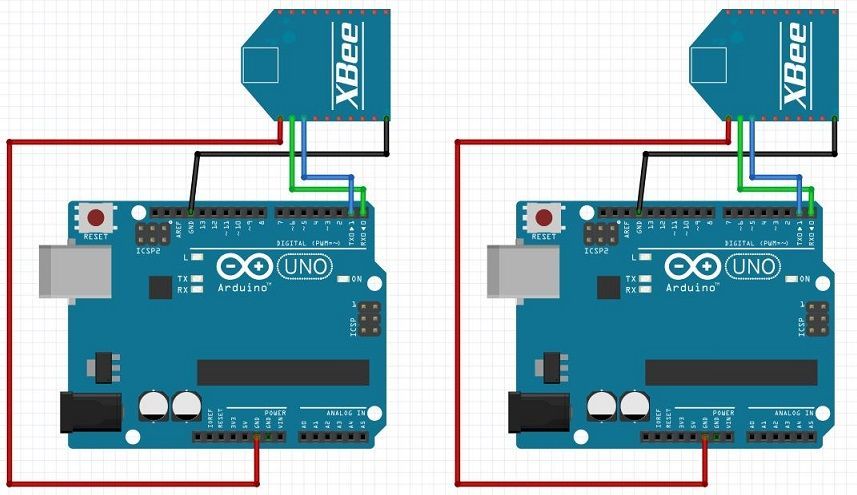 XBee
RESET
ICSP2
AREF
GND
13
12
~11
~10
~9
8
7
~6
~5
4
~3
2
TX0▶1
RX0◀0
DIGITAL (PWM=~)
L
TX
RX
UNO
Arduino™
ON
1
ICSP
IOREF
RESET
3V3
5V
GND
GND
VIN
POWER
ANALOG IN
A0
A1
A2
A3
A4
A5
XBee
RESET
ICSP2
AREF
GND
13
12
~11
~10
~9
8
7
~6
~5
4
~3
2
TX0▶1
RX0◀0
DIGITAL (PWM=~)
L
TX
RX
UNO
Arduino™
ON
1
ICSP
IOREF
RESET
3V3
5V
GND
GND
VIN
POWER
ANALOG IN
A0
A1
A2
A3
A4
A5